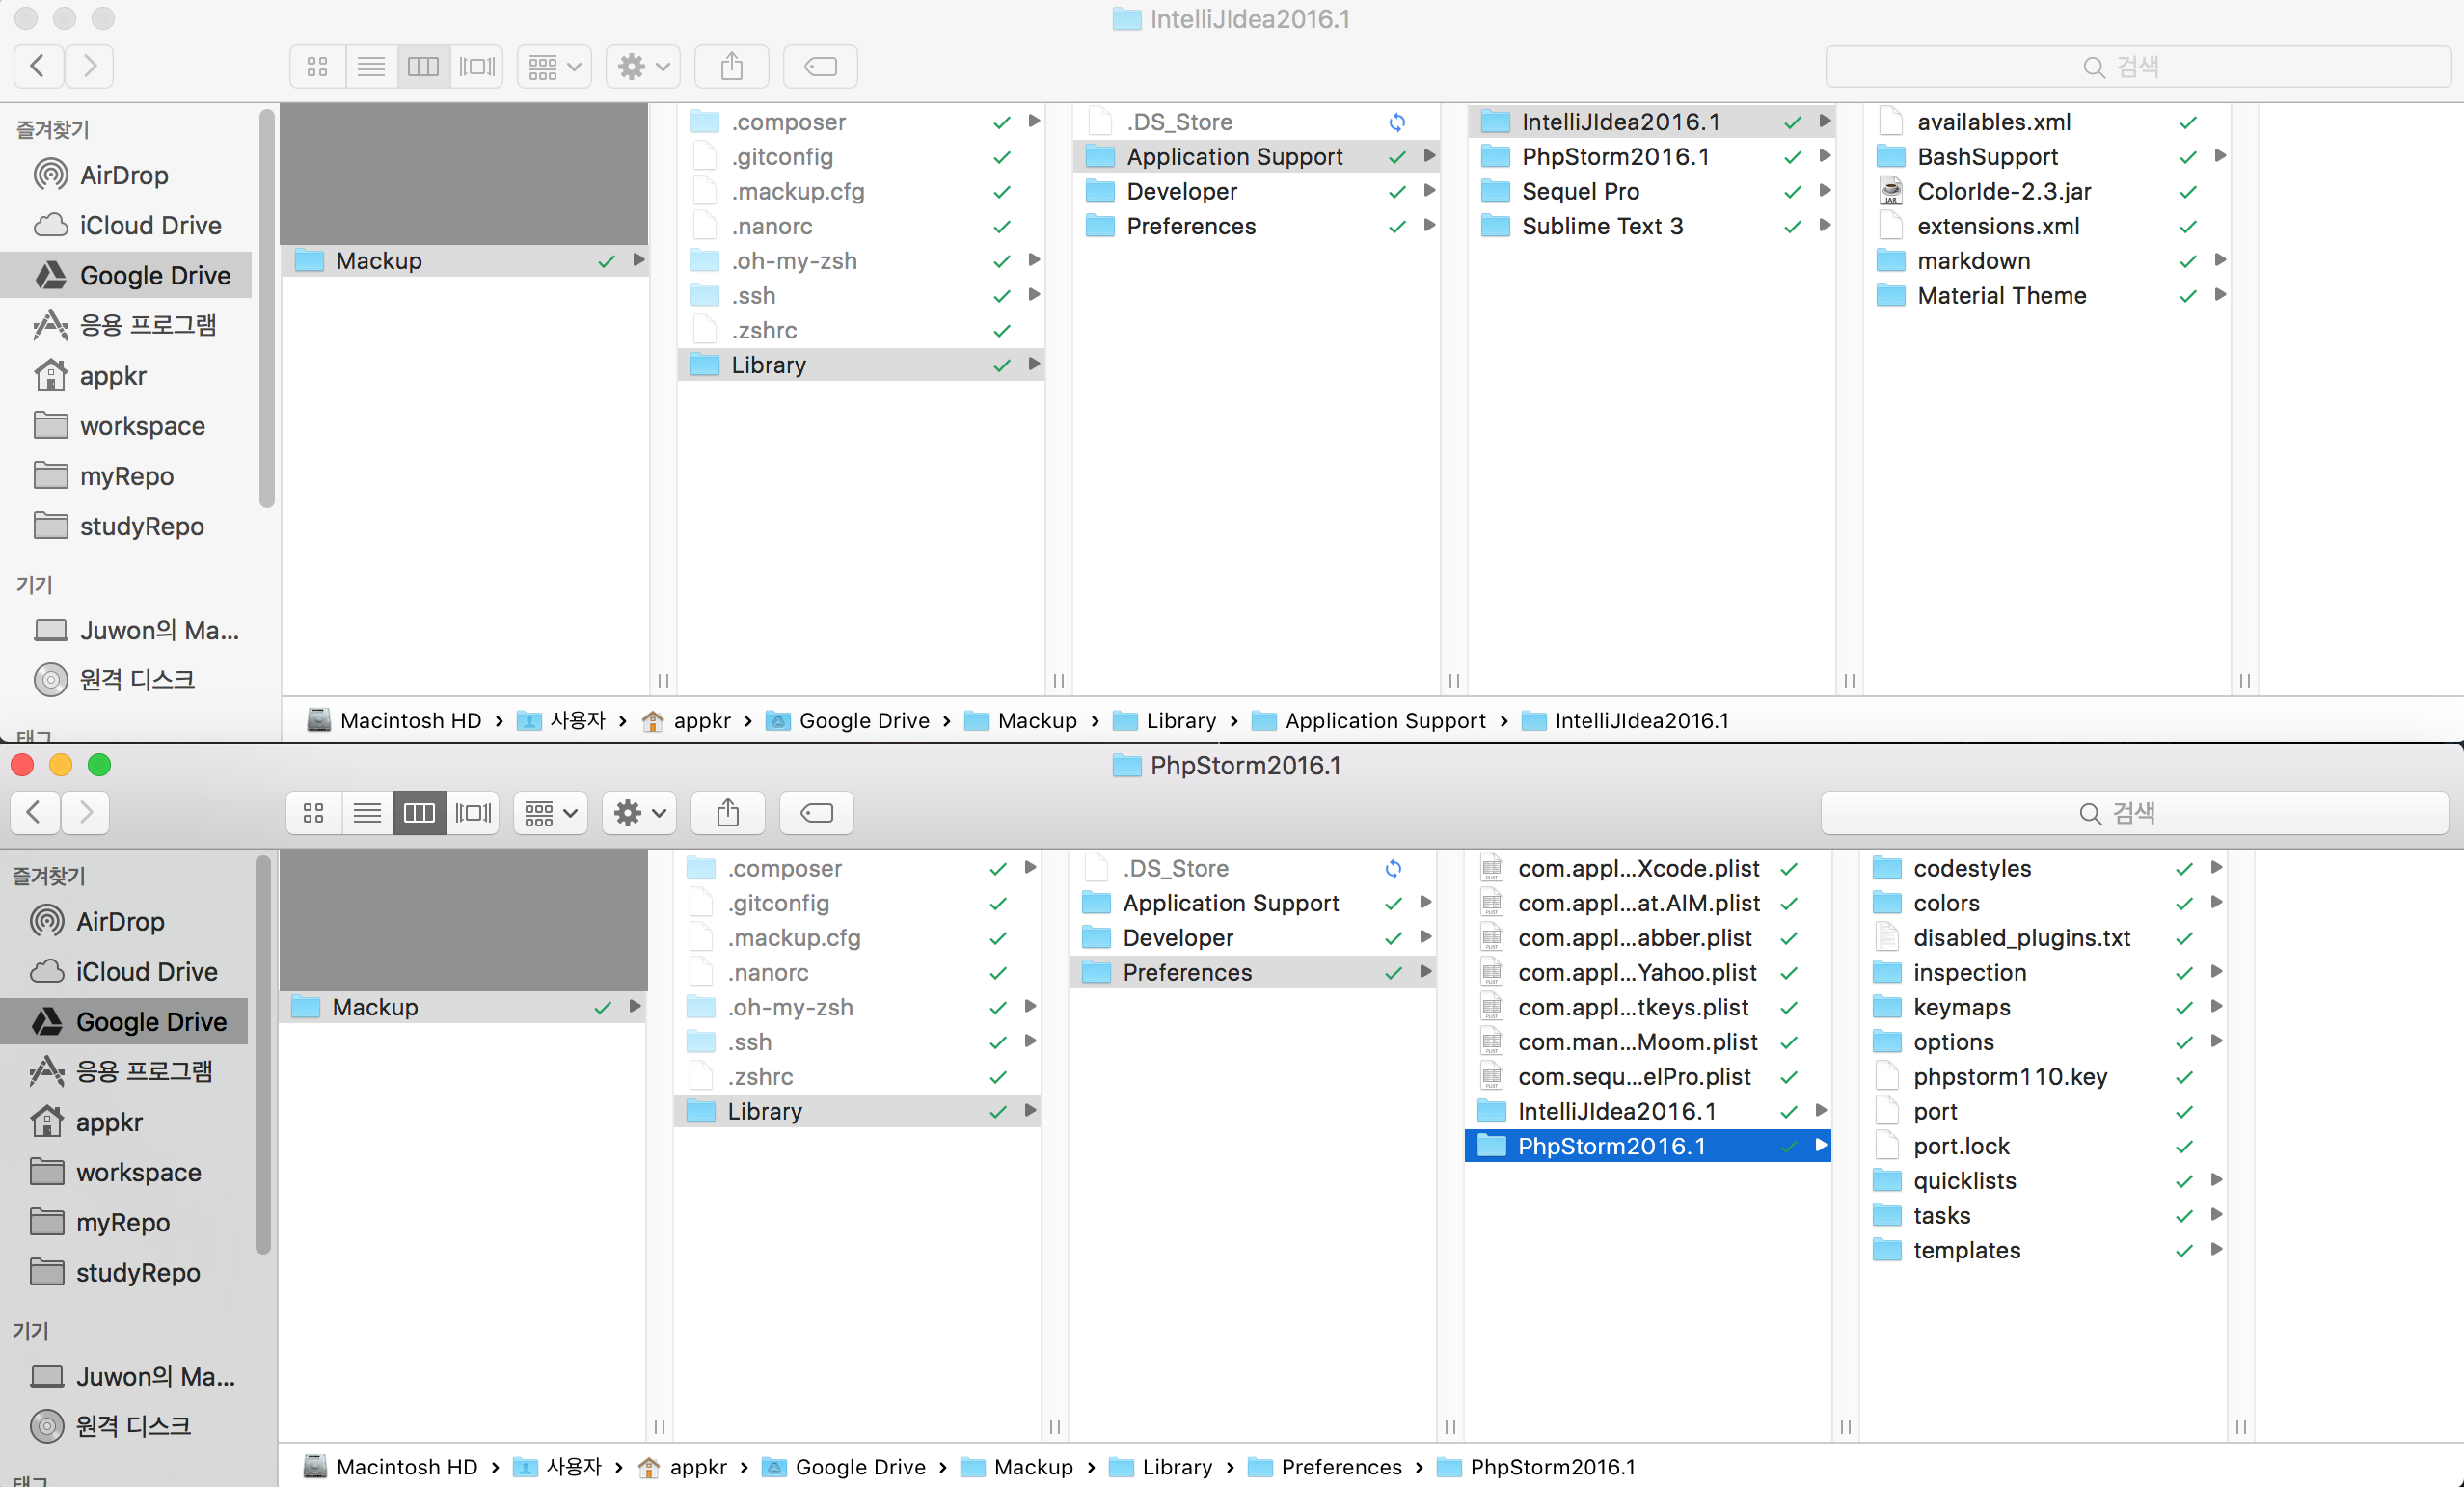 IntelliJIdea2016.1
검색
즐겨찾기
AirDrop
iCloud Drive
Google Drive
응용 프로그램
appkr
workspace
myRepo
studyRepo
기기
Juwon의 Ma...
원격 디스크
태그
Mackup
.composer
.gitconfig
.mackup.cfg
.nanorc
.oh-my-zsh
.ssh
.zshrc
Library
.DS_Store
Application Support
Developer
Preferences
IntelliJIdea2016.1
PhpStorm2016.1
Sequel Pro
Sublime Text 3
availables.xml
BashSupport
ColorIde-2.3.jar
extensions.xml
markdown
Material Theme
Macintosh HD › 사용자 › appkr › Google Drive › Mackup › Library › Application Support › IntelliJIdea2016.1
PhpStorm2016.1
검색
즐겨찾기
AirDrop
iCloud Drive
Google Drive
응용 프로그램
appkr
workspace
myRepo
studyRepo
기기
Juwon의 Ma...
원격 디스크
태그
Mackup
.composer
.gitconfig
.mackup.cfg
.nanorc
.oh-my-zsh
.ssh
.zshrc
Library
.DS_Store
Application Support
Developer
Preferences
com.appl...Xcode.plist
com.appl...at.AIM.plist
com.appl...abber.plist
com.appl...Yahoo.plist
com.appl...tkeys.plist
com.man...Moom.plist
com.sequ...elPro.plist
IntelliJIdea2016.1
PhpStorm2016.1
codestyles
colors
disabled_plugins.txt
inspection
keymaps
options
phpstorm110.key
port
port.lock
quicklists
tasks
templates
Macintosh HD › 사용자 › appkr › Google Drive › Mackup › Library › Preferences › PhpStorm2016.1